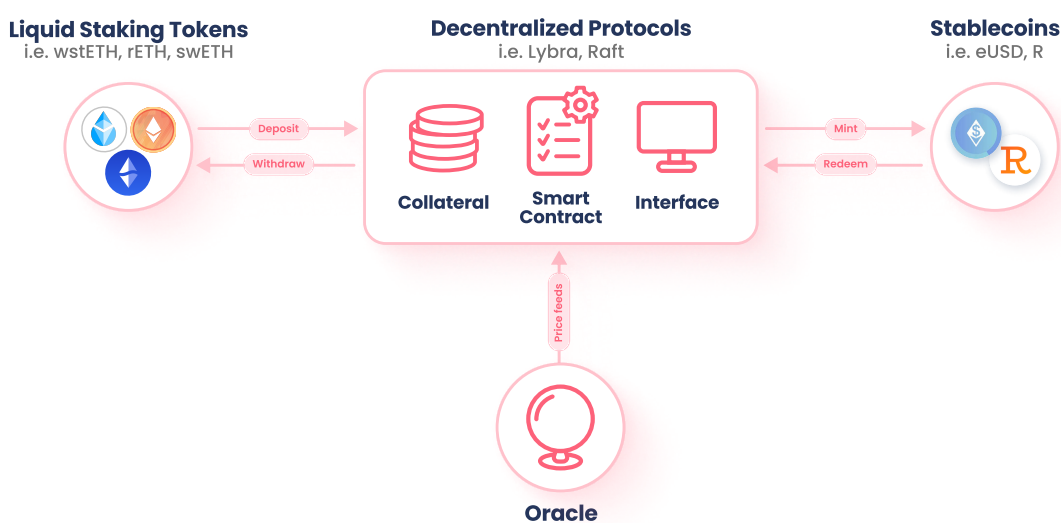 Liquid Staking Tokens
i.e. wstETH, rETH, swETH
Decentralized Protocols
i.e. Lybra, Raft
Stablecoins
i.e. eUSD, R
Deposit
Withdraw
Collateral
Smart
Contract
Interface
Mint
Redeem
$
R
Price feeds
Oracle